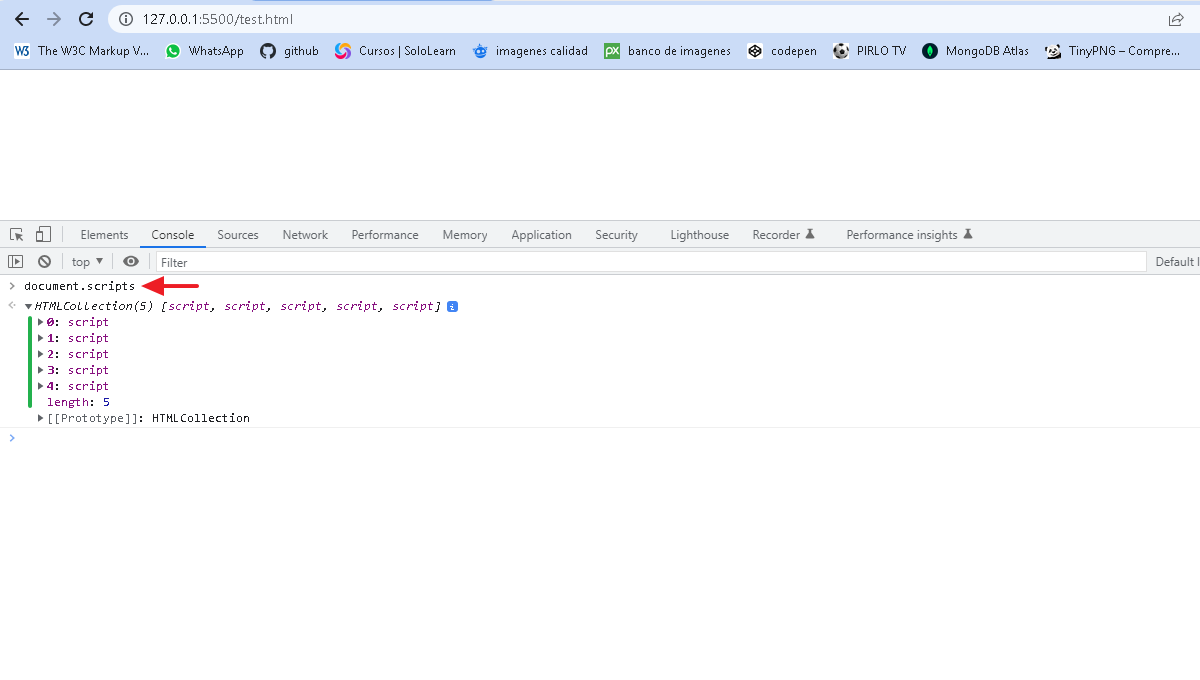 127.0.0.1:5500/test.html
W3 The W3C Markup V... WhatsApp github Cursos | SoloLearn imagenes calidad px banco de imagenes codepen PIRLO TV MongoDB Atlas TinyPNG – Compre...
Elements Console Sources Network Performance Memory Application Security Lighthouse Recorder Performance insights
top ▼ Filter Default l
> document.scripts
<· ▼HTMLCollection(5) [script, script, script, script, script] i
▶0: script
▶1: script
▶2: script
▶3: script
▶4: script
length: 5
▶[[Prototype]]: HTMLCollection
>